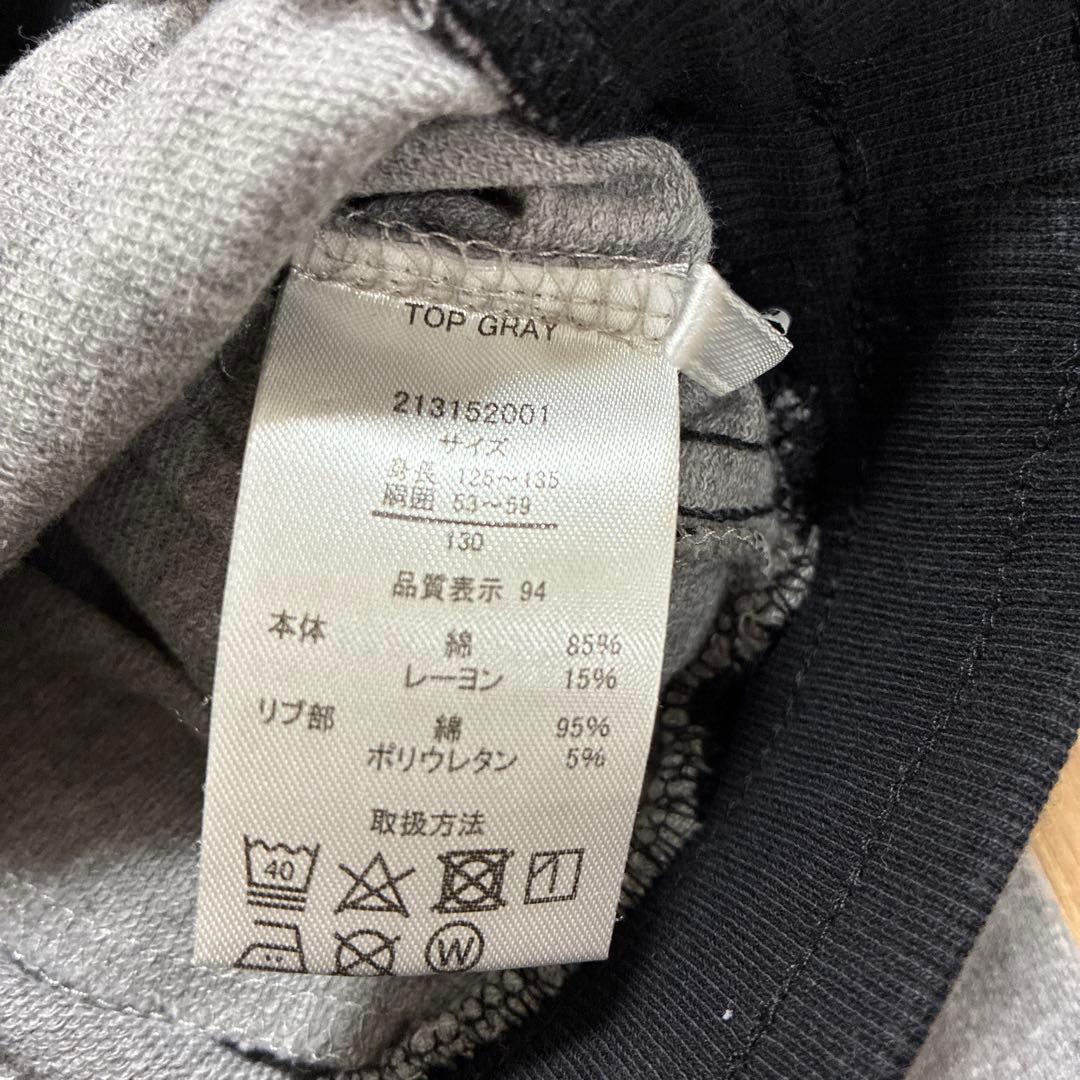 TOP GRAY
213152001
サイズ
身長 125～135
胴囲 53～59
130
品質表示 94
本体 綿 85%
レーヨン 15%
リブ部 綿 95%
ポリウレタン 5%
取扱方法
40
W